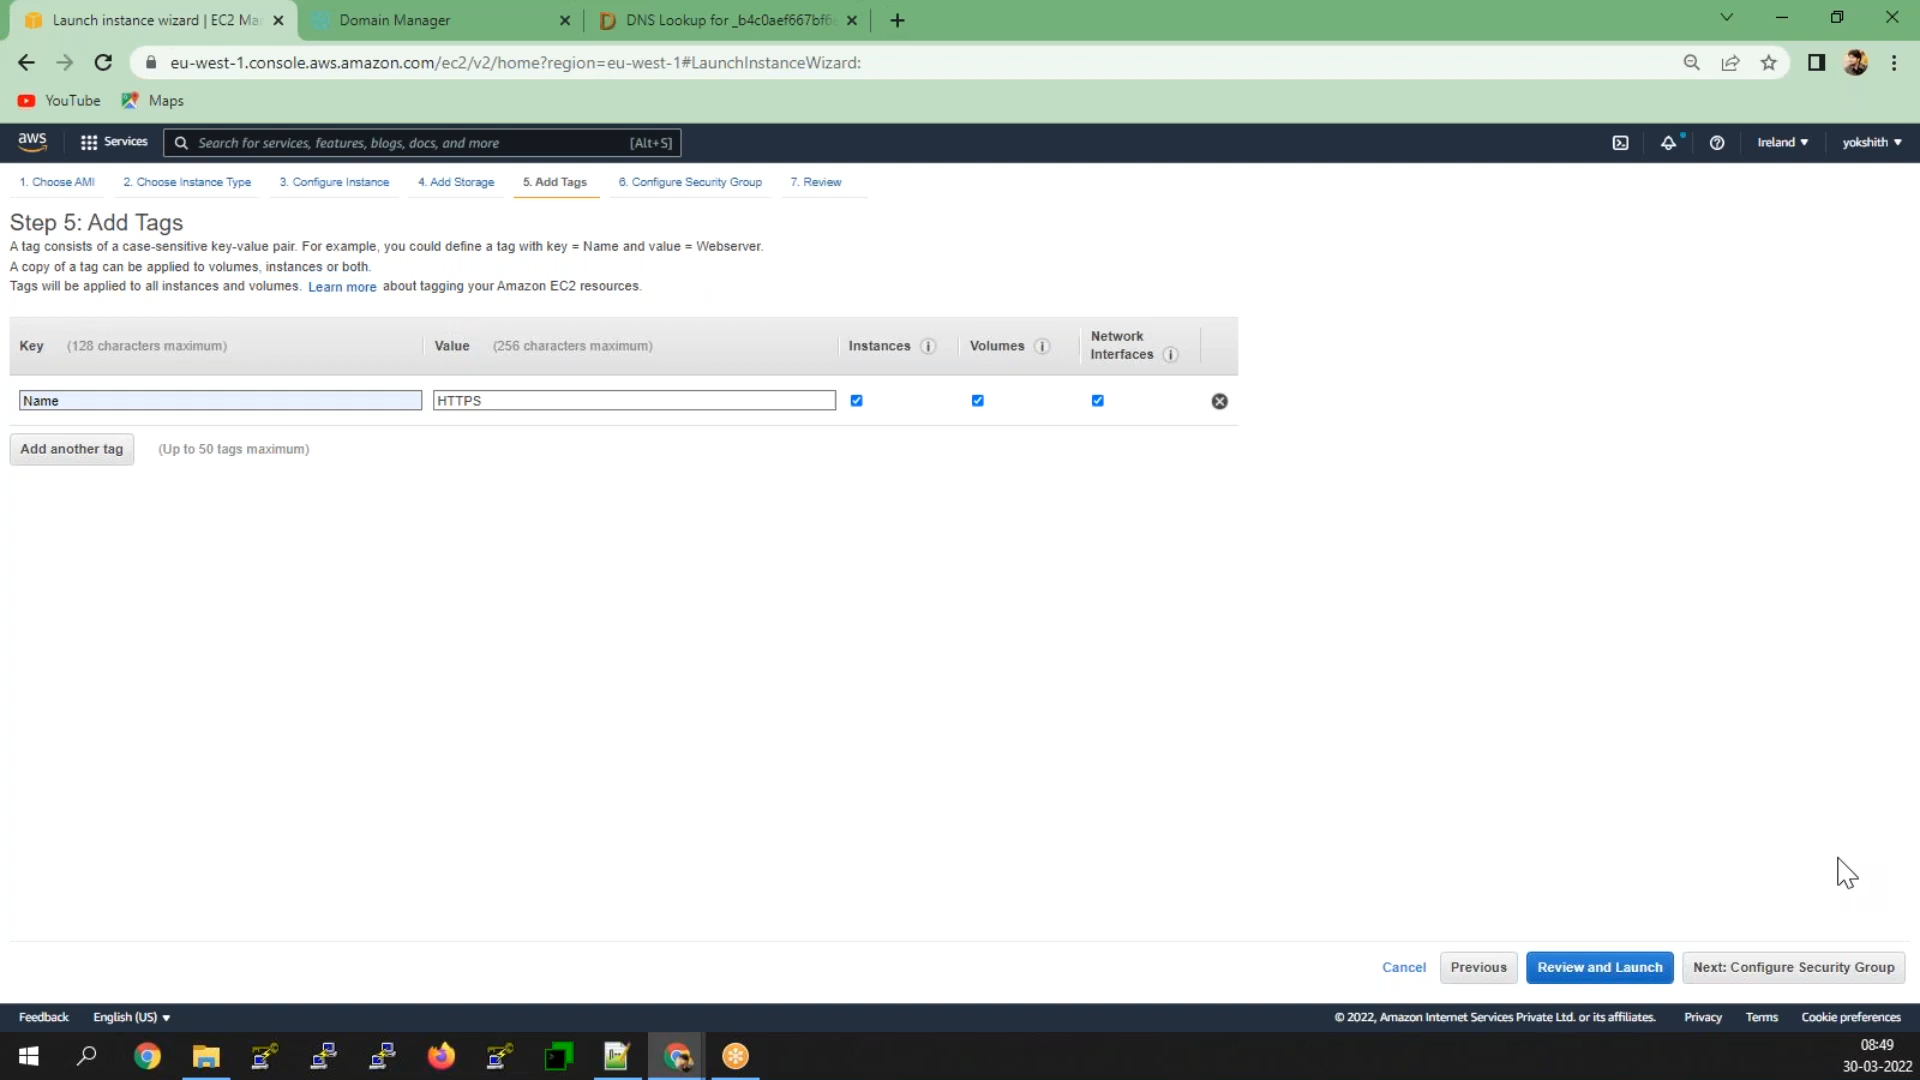 Launch instance wizard | EC2 Ma
Domain Manager
DNS Lookup for _b4c0aef667bf6
eu-west-1.console.aws.amazon.com/ec2/v2/home?region=eu-west-1#LaunchInstanceWizard:
YouTube
Maps
aws
Services
Search for services, features, blogs, docs, and more
[Alt+S]
Ireland
yokshith
1. Choose AMI
2. Choose Instance Type
3. Configure Instance
4. Add Storage
5. Add Tags
6. Configure Security Group
7. Review
Step 5: Add Tags
A tag consists of a case-sensitive key-value pair. For example, you could define a tag with key = Name and value = Webserver.
A copy of a tag can be applied to volumes, instances or both.
Tags will be applied to all instances and volumes. Learn more about tagging your Amazon EC2 resources.
Key (128 characters maximum)
Value (256 characters maximum)
Instances
Volumes
Network
Interfaces
Name
HTTPS
Add another tag
(Up to 50 tags maximum)
Cancel
Previous
Review and Launch
Next: Configure Security Group
Feedback
English (US)
© 2022, Amazon Internet Services Private Ltd. or its affiliates.
Privacy
Terms
Cookie preferences
08:49
30-03-2022